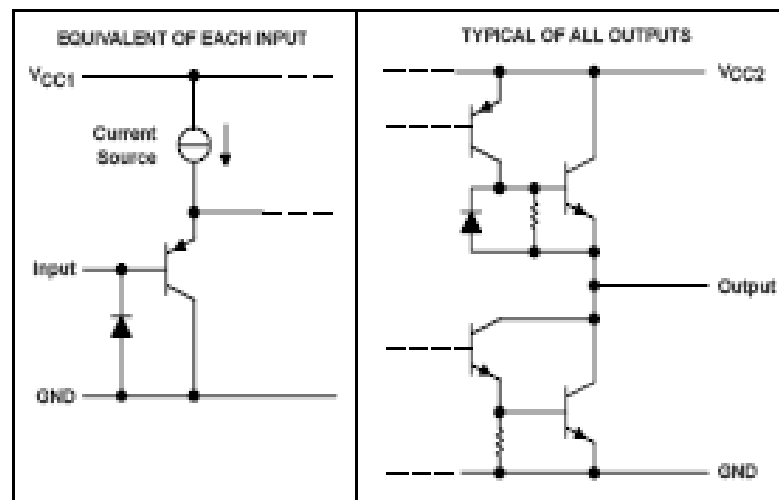 EQUIVALENT OF EACH INPUT
VCC1
Current
Source
Input
GND
TYPICAL OF ALL OUTPUTS
VCC2
Output
GND